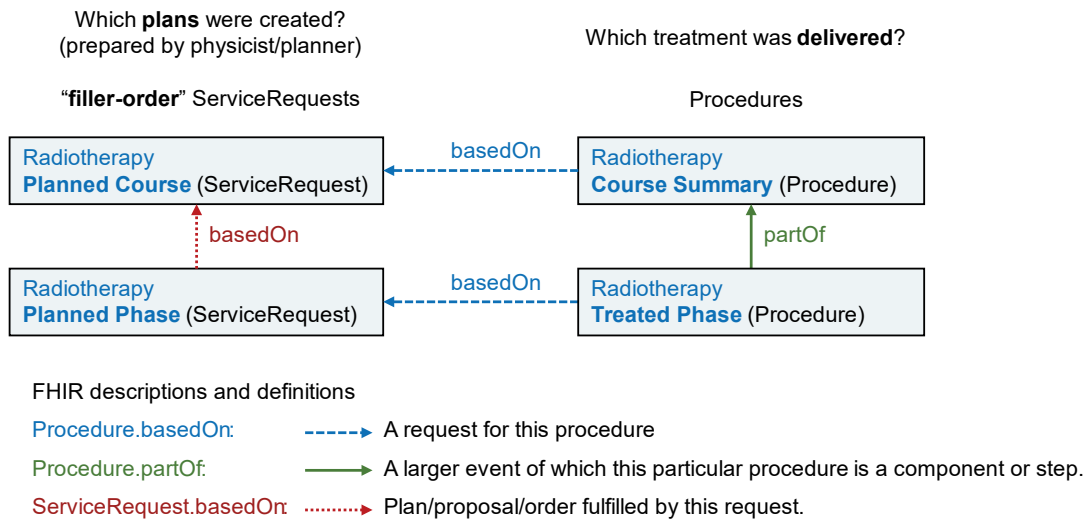 Which plans were created?
(prepared by physicist/planner)
Which treatment was delivered?
“filler-order” ServiceRequests
Procedures
Radiotherapy
Planned Course (ServiceRequest)
basedOn
Radiotherapy
Course Summary (Procedure)
basedOn
partOf
Radiotherapy
Planned Phase (ServiceRequest)
basedOn
Radiotherapy
Treated Phase (Procedure)
FHIR descriptions and definitions
Procedure.basedOn: A request for this procedure
Procedure.partOf: A larger event of which this particular procedure is a component or step.
ServiceRequest.basedOn: Plan/proposal/order fulfilled by this request.